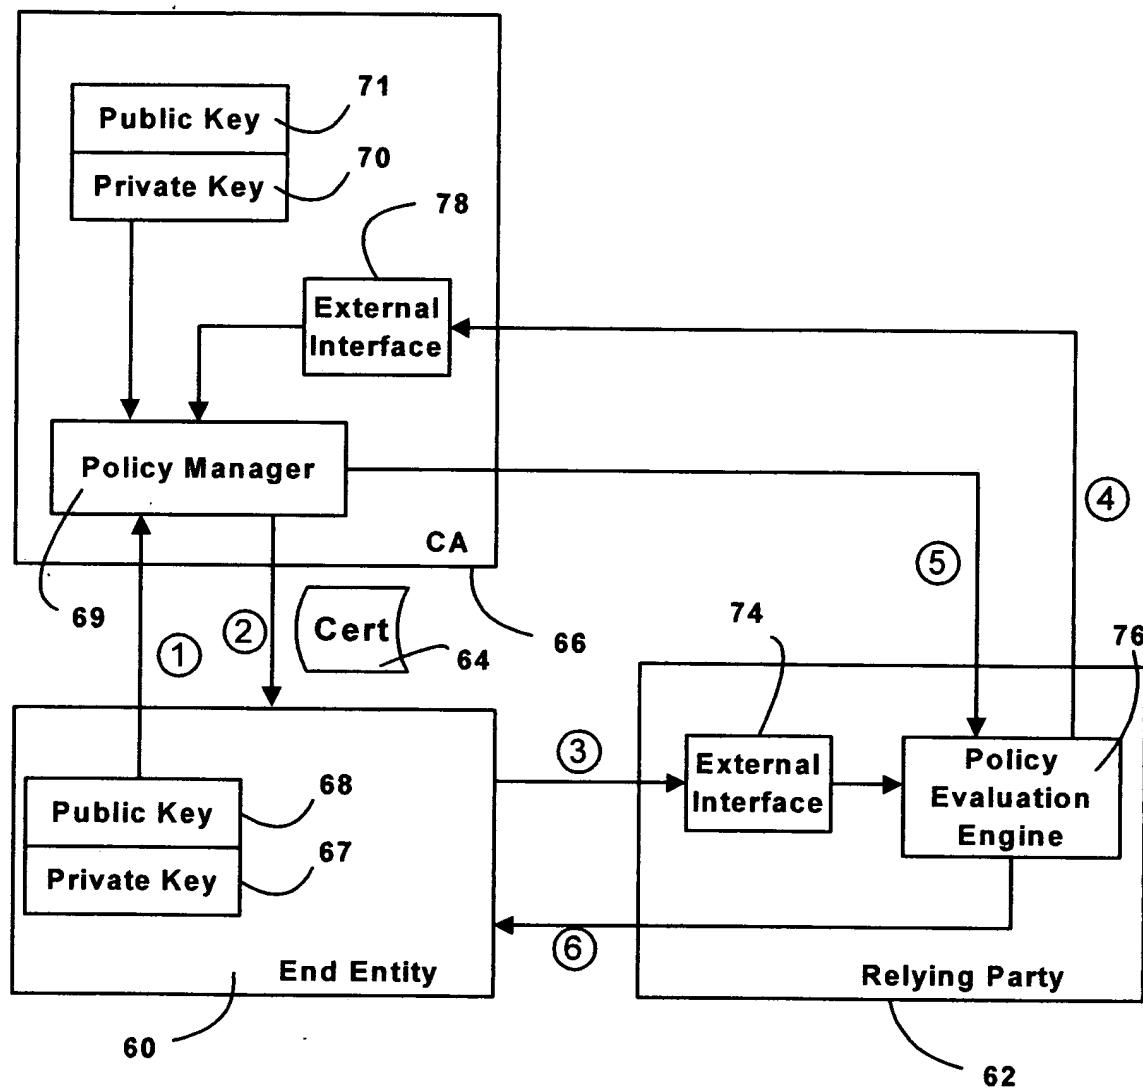 71
Public Key
70
Private Key
78
External
Interface
Policy Manager
4
CA
5
69
1
2
Cert
64
66
74
76
3
External
Interface
Policy
Evaluation
Engine
68
Public Key
67
Private Key
6
End Entity
Relying Party
60
62